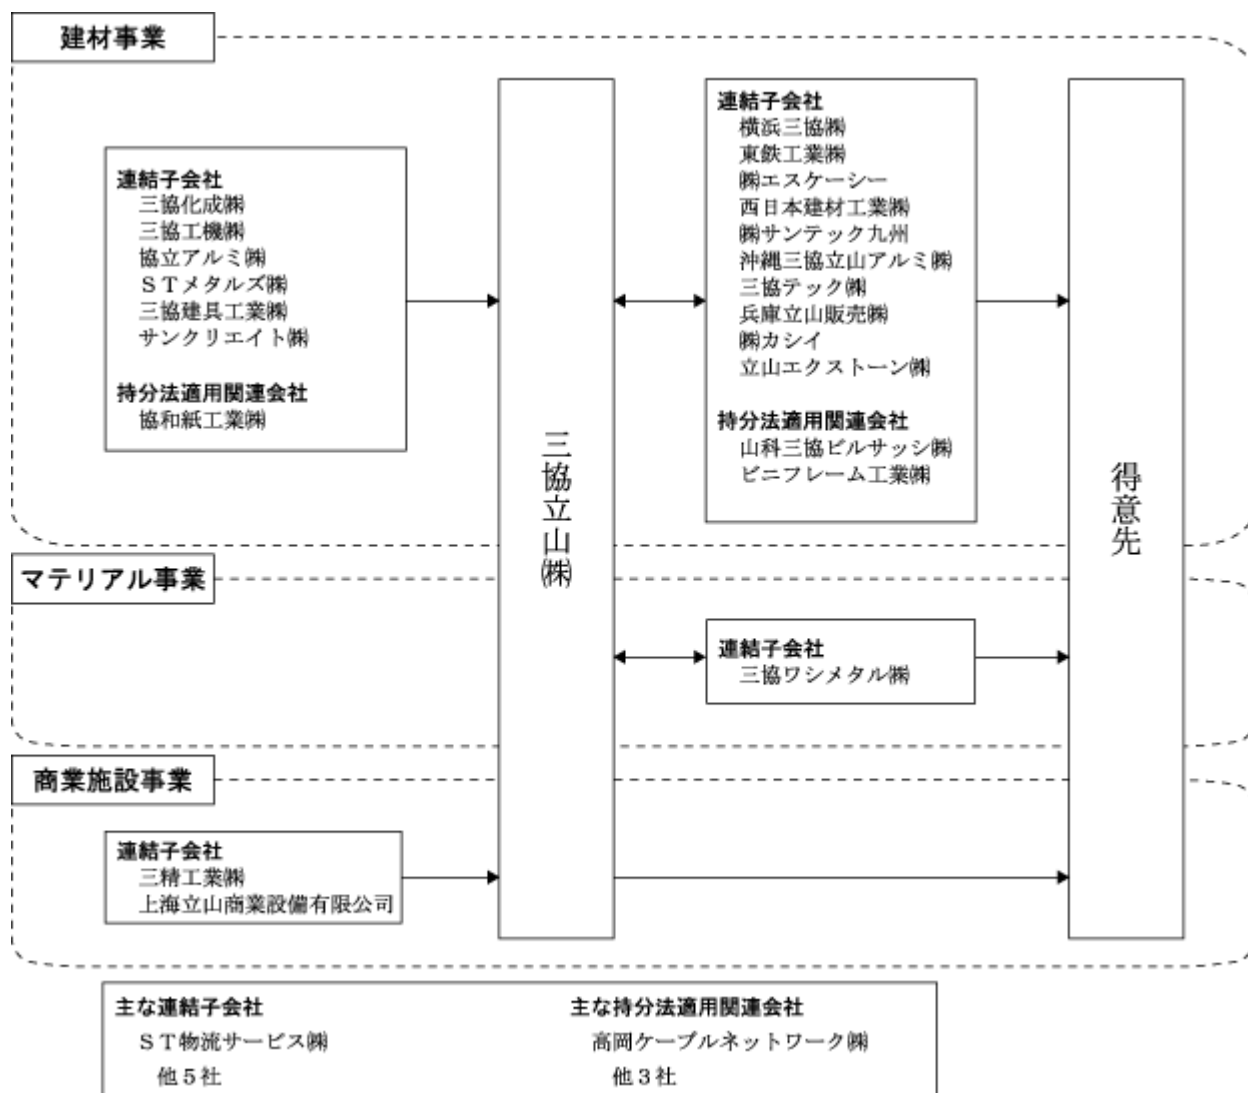 建材事業
連結子会社
三協化成㈱
三協工機㈱
協立アルミ㈱
ＳＴメタルズ㈱
三協建具工業㈱
サンクリエイト㈱
持分法適用関連会社
協和紙工業㈱
三協立山㈱
連結子会社
横浜三協㈱
東鉄工業㈱
㈱エスケーシー
西日本建材工業㈱
㈱サンテック九州
沖縄三協立山アルミ㈱
三協テック㈱
兵庫立山販売㈱
㈱カシイ
立山エクストーン㈱
持分法適用関連会社
山科三協ビルサッシ㈱
ビニフレーム工業㈱
得意先
マテリアル事業
連結子会社
三協ワシメタル㈱
商業施設事業
連結子会社
三精工業㈱
上海立山商業設備有限公司
主な連結子会社
ＳＴ物流サービス㈱
他５社
主な持分法適用関連会社
高岡ケーブルネットワーク㈱
他３社